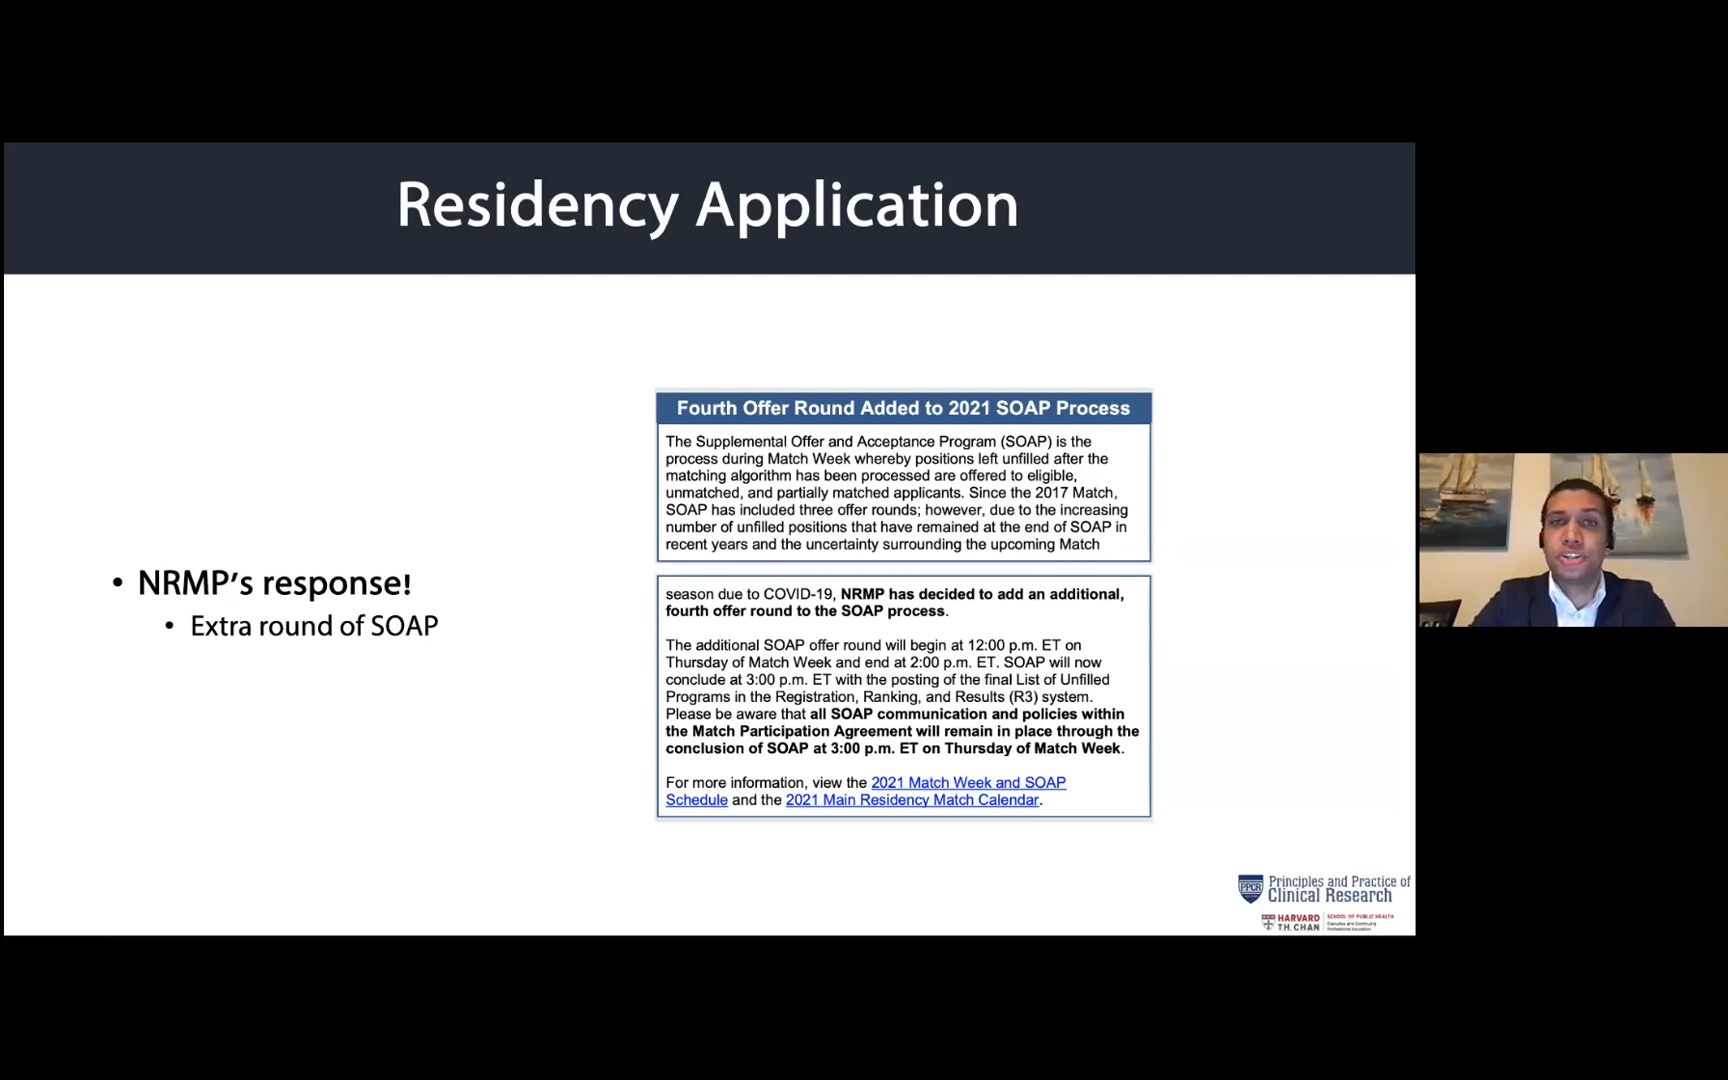 Residency Application
• NRMP's response!
• Extra round of SOAP
Fourth Offer Round Added to 2021 SOAP Process
The Supplemental Offer and Acceptance Program (SOAP) is the
process during Match Week whereby positions left unfilled after the
matching algorithm has been processed are offered to eligible,
unmatched, and partially matched applicants. Since the 2017 Match,
SOAP has included three offer rounds; however, due to the increasing
number of unfilled positions that have remained at the end of SOAP in
recent years and the uncertainty surrounding the upcoming Match
season due to COVID-19, NRMP has decided to add an additional,
fourth offer round to the SOAP process.
The additional SOAP offer round will begin at 12:00 p.m. ET on
Thursday of Match Week and end at 2:00 p.m. ET. SOAP will now
conclude at 3:00 p.m. ET with the posting of the final List of Unfilled
Programs in the Registration, Ranking, and Results (R3) system.
Please be aware that all SOAP communication and policies within
the Match Participation Agreement will remain in place through the
conclusion of SOAP at 3:00 p.m. ET on Thursday of Match Week.
For more information, view the 2021 Match Week and SOAP
Schedule and the 2021 Main Residency Match Calendar.
PPCR
Principles and Practice of
Clinical Research
HARVARD
T.H. CHAN
SCHOOL OF PUBLIC HEALTH
Executive and Continuing
Professional Education